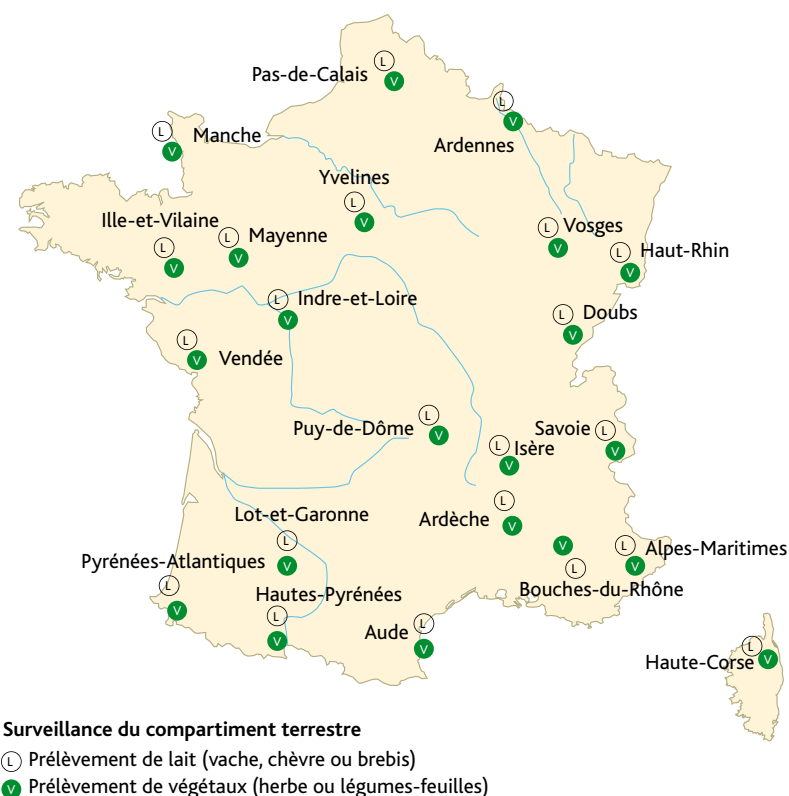 L
Pas-de-Calais
V
L
V
Ardennes
L
Manche
V
Yvelines
L
V
Ille-et-Vilaine
L
V
L
Mayenne
V
L
Vosges
V
L
Haut-Rhin
V
L
Indre-et-Loire
V
L
Doubs
V
L
V
Vendée
Puy-de-Dôme
L
V
Savoie
L
V
L
Isère
V
Lot-et-Garonne
L
V
Ardèche
L
V
Pyrénées-Atlantiques
L
V
L
Alpes-Maritimes
V
V
L
Bouches-du-Rhône
Hautes-Pyrénées
L
V
Aude
L
V
Haute-Corse
L
V
Surveillance du compartiment terrestre
L Prélèvement de lait (vache, chèvre ou brebis)
V Prélèvement de végétaux (herbe ou légumes-feuilles)